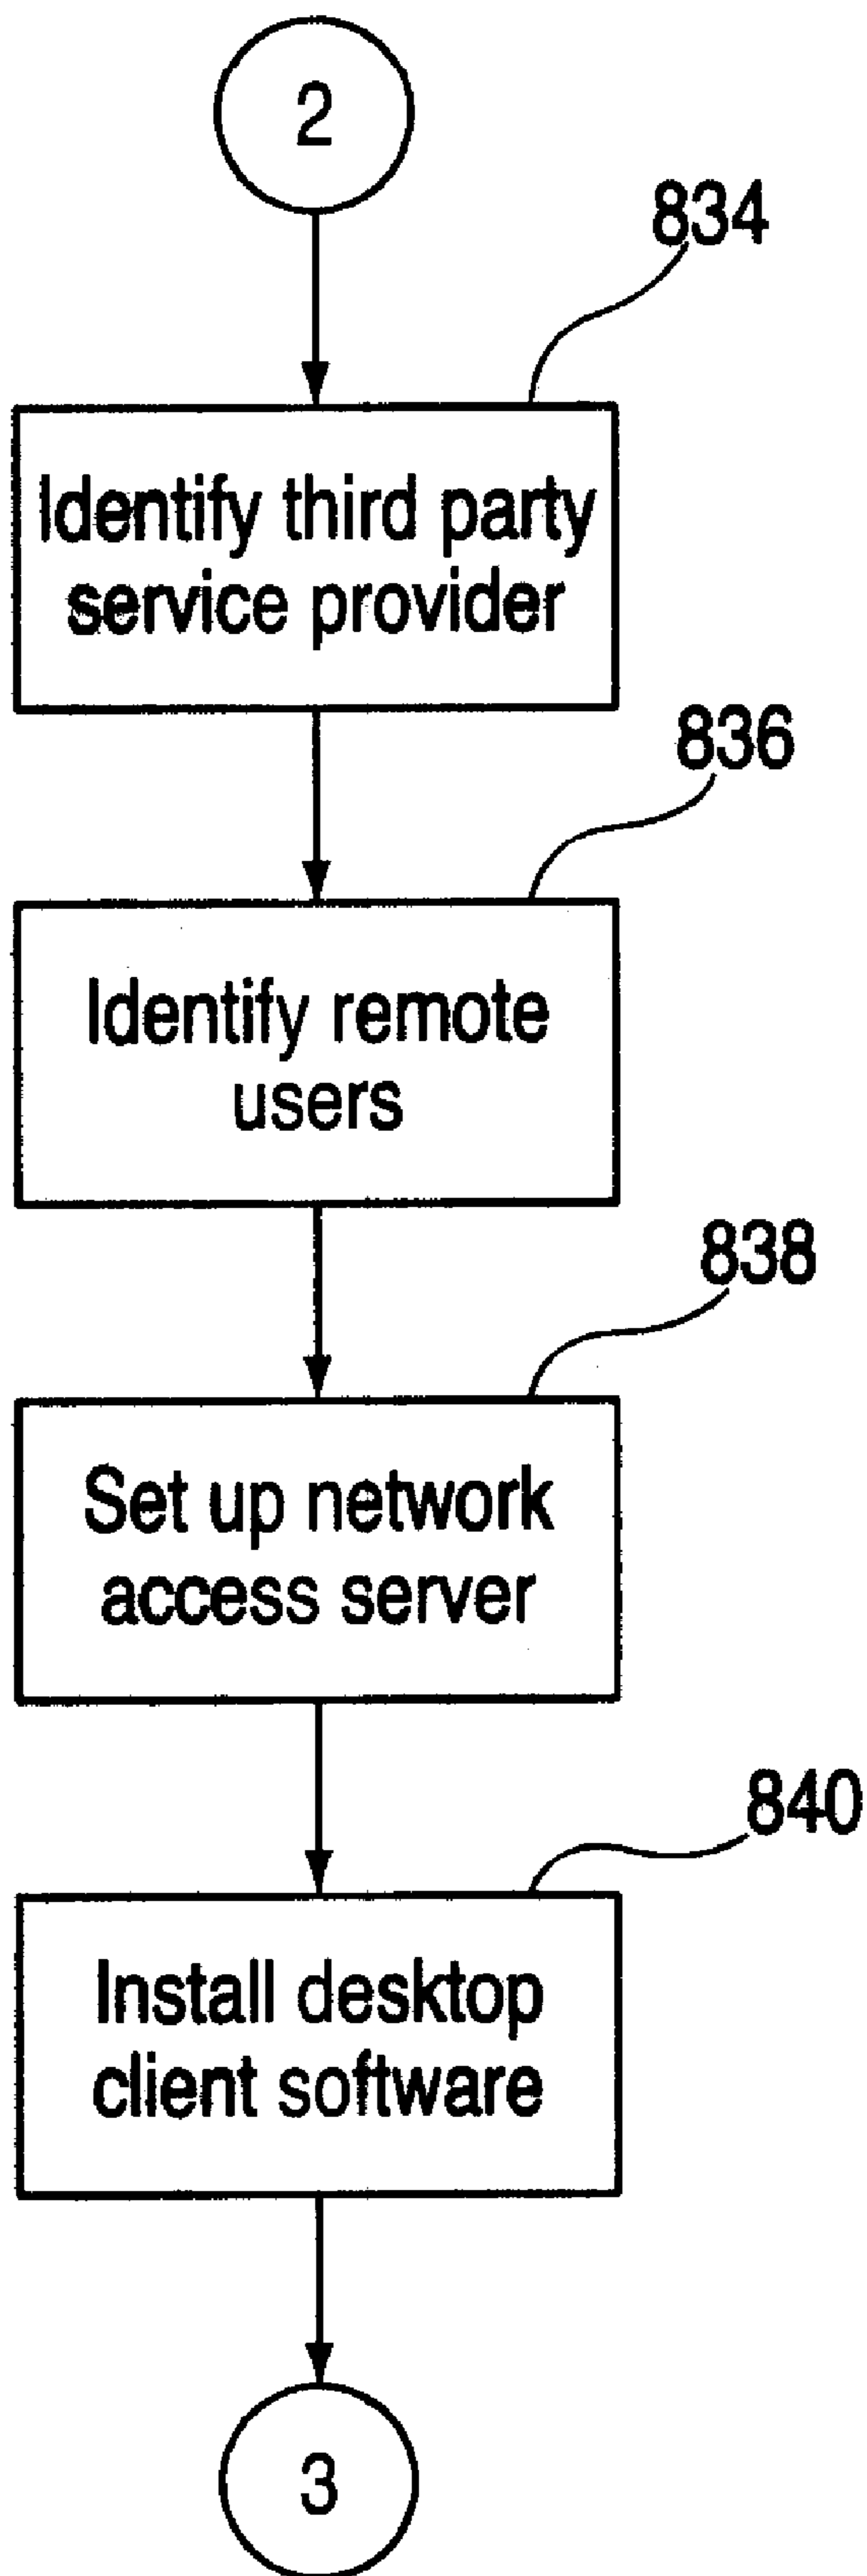 2
834
Identify third party
service provider
836
Identify remote
users
838
Set up network
access server
840
Install desktop
client software
3